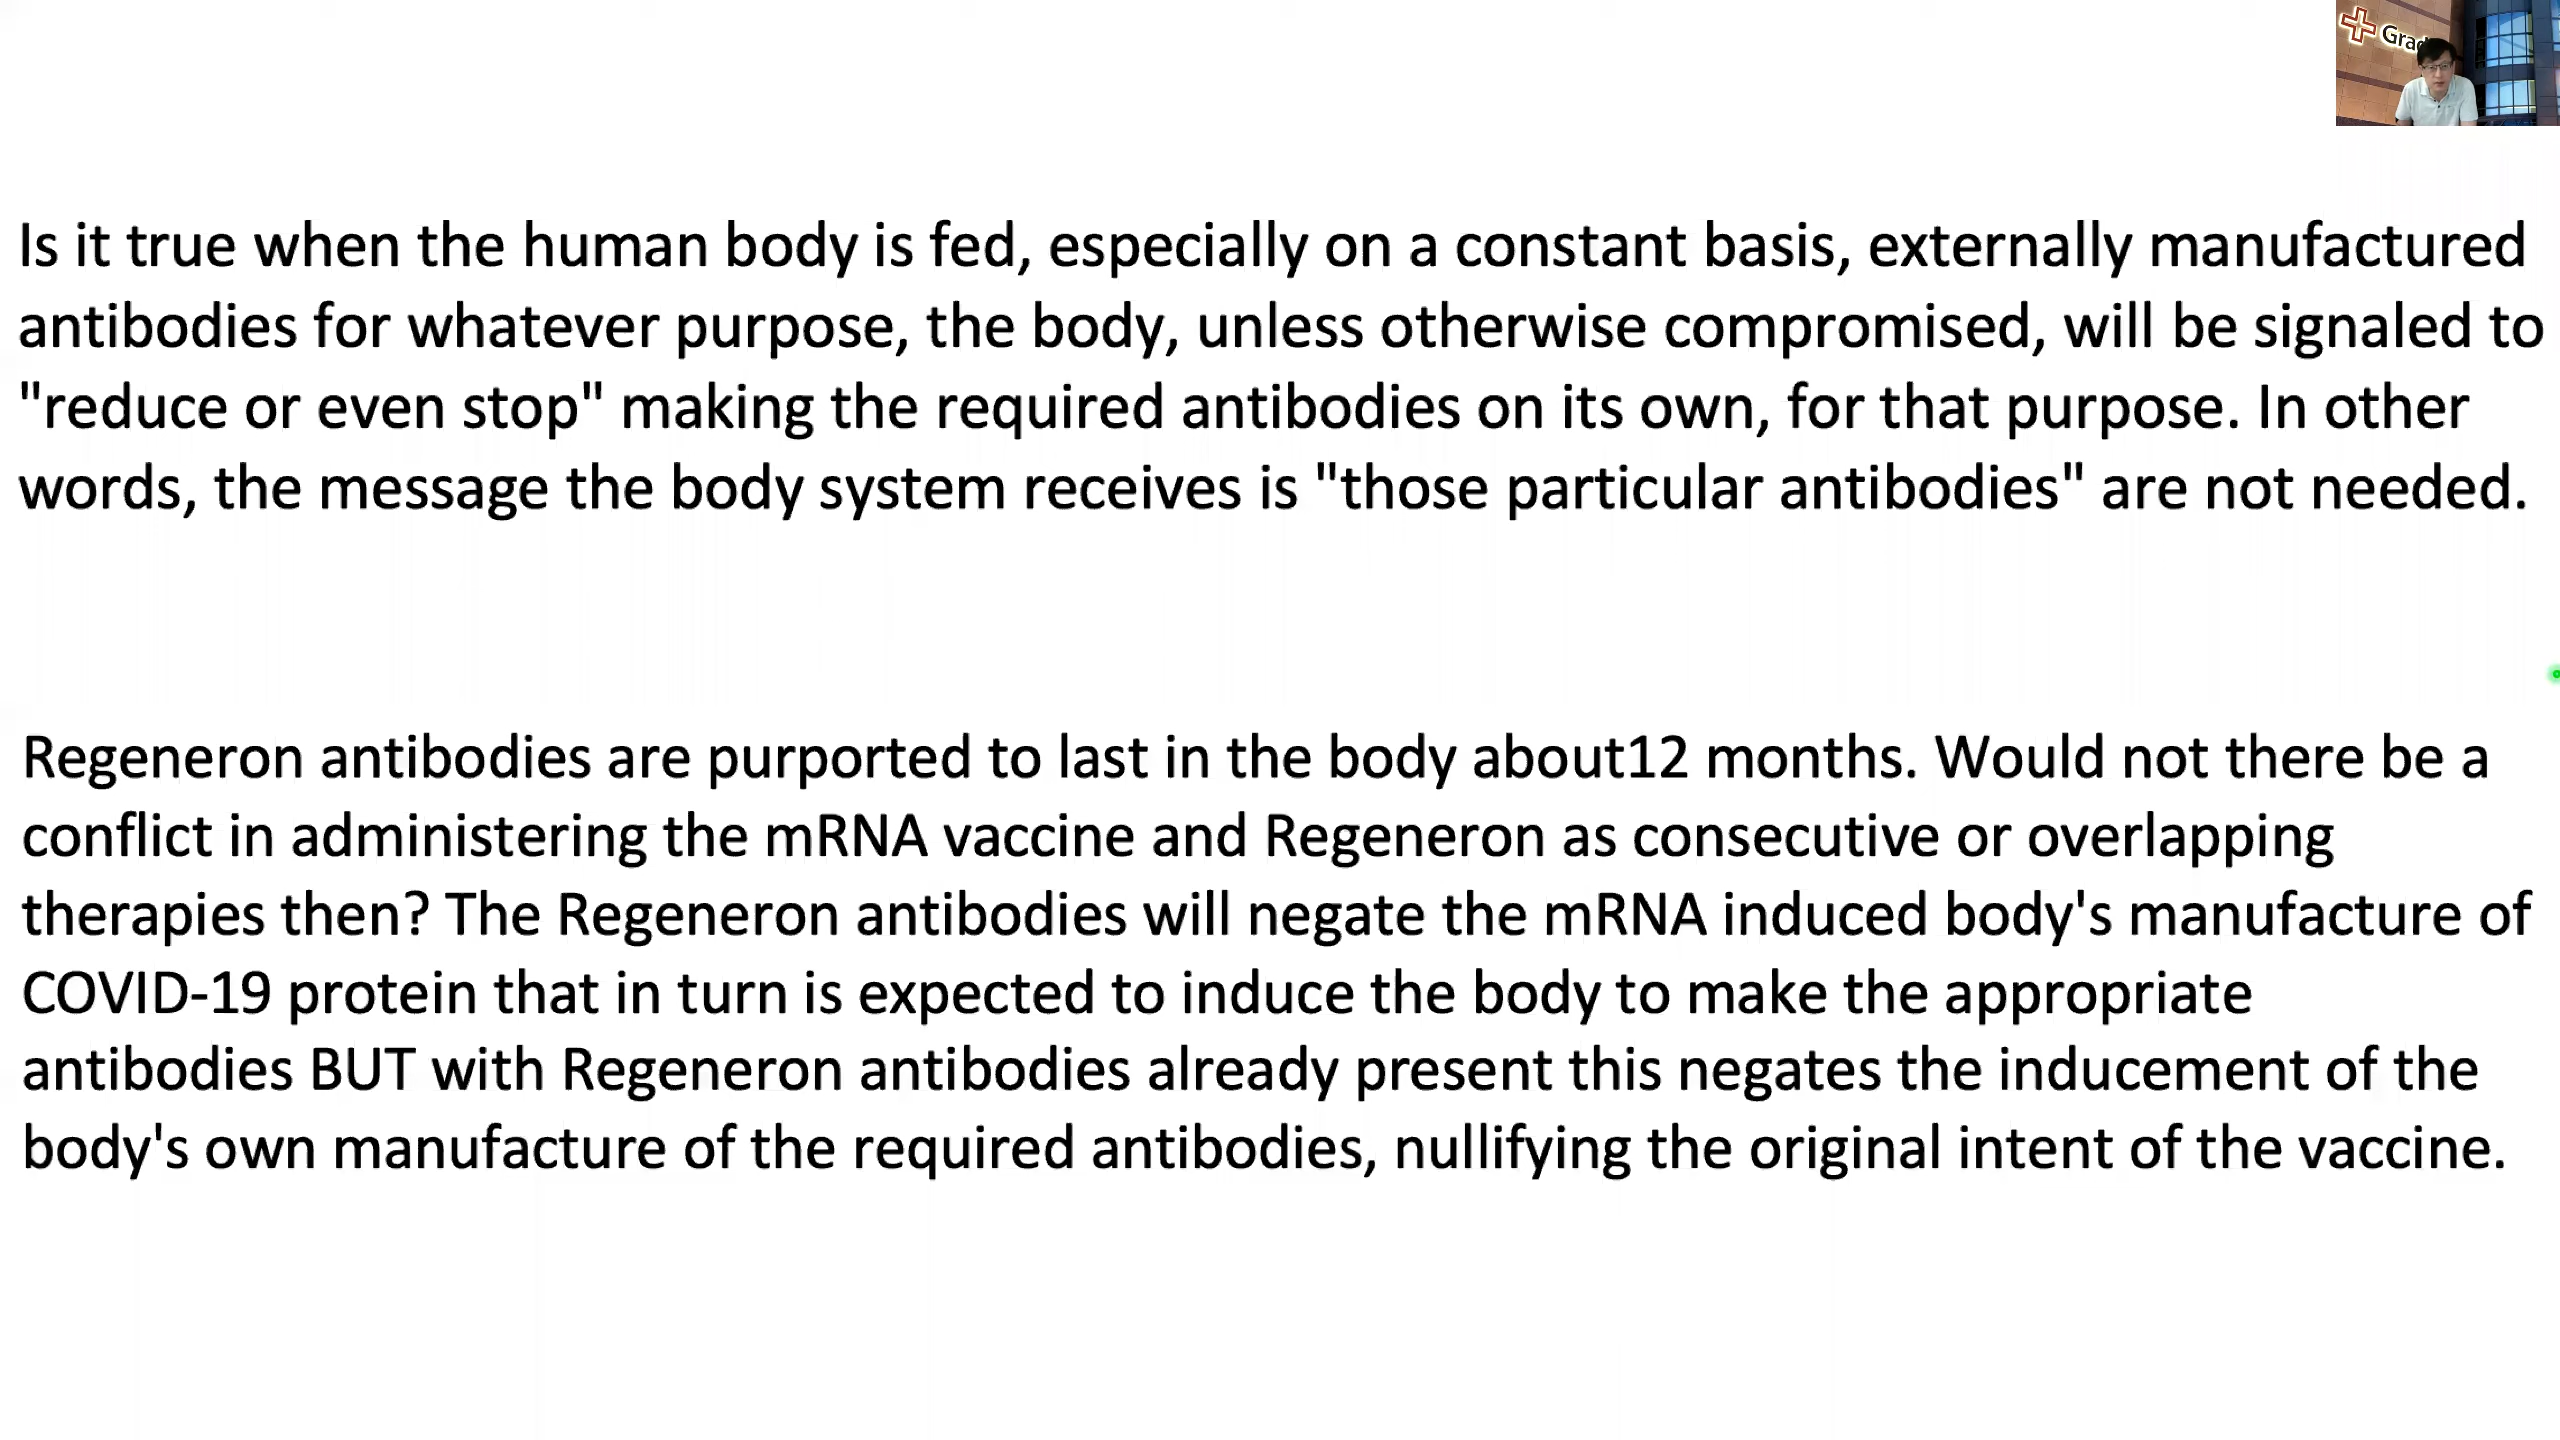 Grad
Is it true when the human body is fed, especially on a constant basis, externally manufactured
antibodies for whatever purpose, the body, unless otherwise compromised, will be signaled to
"reduce or even stop" making the required antibodies on its own, for that purpose. In other
words, the message the body system receives is "those particular antibodies" are not needed.
Regeneron antibodies are purported to last in the body about12 months. Would not there be a
conflict in administering the mRNA vaccine and Regeneron as consecutive or overlapping
therapies then? The Regeneron antibodies will negate the mRNA induced body's manufacture of
COVID-19 protein that in turn is expected to induce the body to make the appropriate
antibodies BUT with Regeneron antibodies already present this negates the inducement of the
body's own manufacture of the required antibodies, nullifying the original intent of the vaccine.